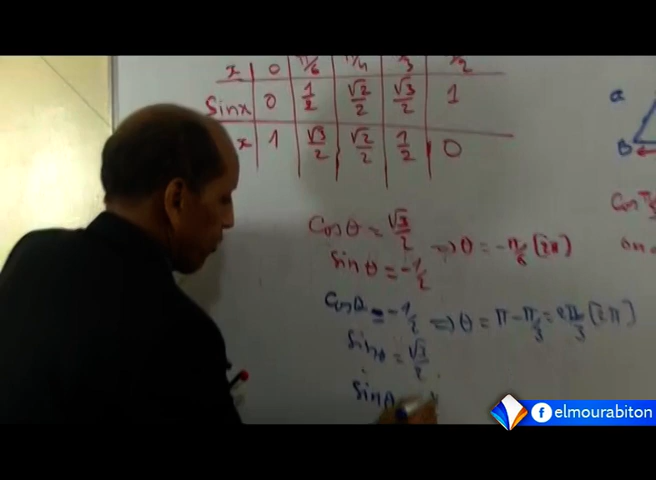 x 0 π/6 π/4 π/3 π/2
Sinx 0 1/2 √2/2 √3/2 1
x 1 √3/2 √2/2 1/2 0
a
B
Cosθ = √3/2
Sinθ = -1/2
⇒ θ = -π/6 [2π]
Cosθ = -1/2
Sinθ = √3/2
⇒ θ = π - π/3 = 2π/3 [2π]
Sinθ
elmourabiton